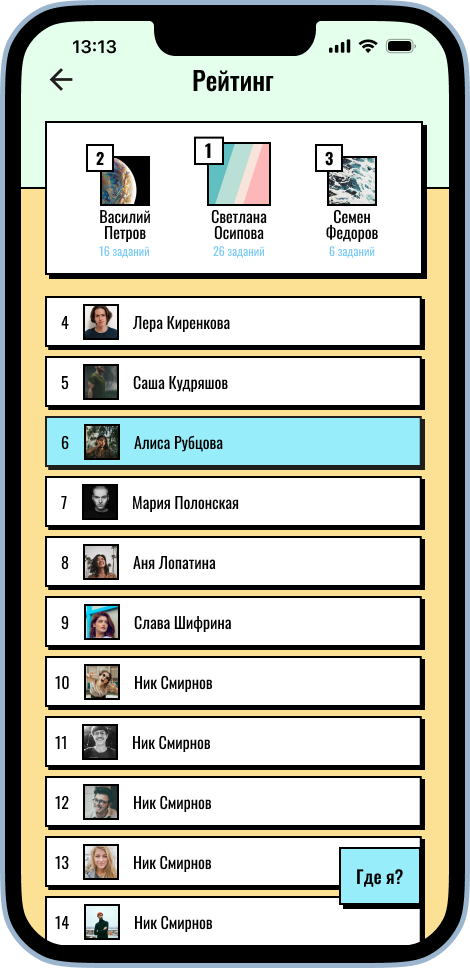 13:13
Рейтинг
2
1
3
Василий
Петров
16 заданий
Светлана
Осипова
26 заданий
Семен
Федоров
6 заданий
4 Лера Киренкова
5 Саша Кудряшов
6 Алиса Рубцова
7 Мария Полонская
8 Аня Лопатина
9 Слава Шифрина
10 Ник Смирнов
11 Ник Смирнов
12 Ник Смирнов
13 Ник Смирнов
Где я?
14 Ник Смирнов